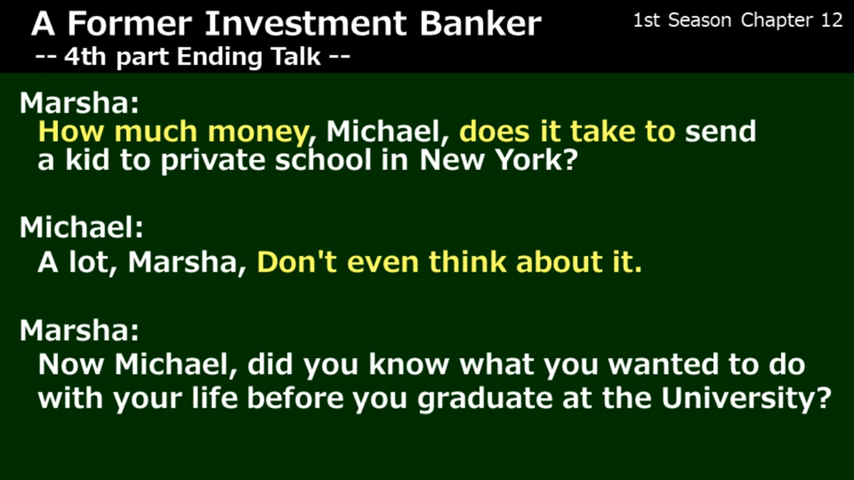 A Former Investment Banker
1st Season Chapter 12
-- 4th part Ending Talk --
Marsha:
How much money, Michael, does it take to send
a kid to private school in New York?
Michael:
A lot, Marsha, Don't even think about it.
Marsha:
Now Michael, did you know what you wanted to do
with your life before you graduate at the University?